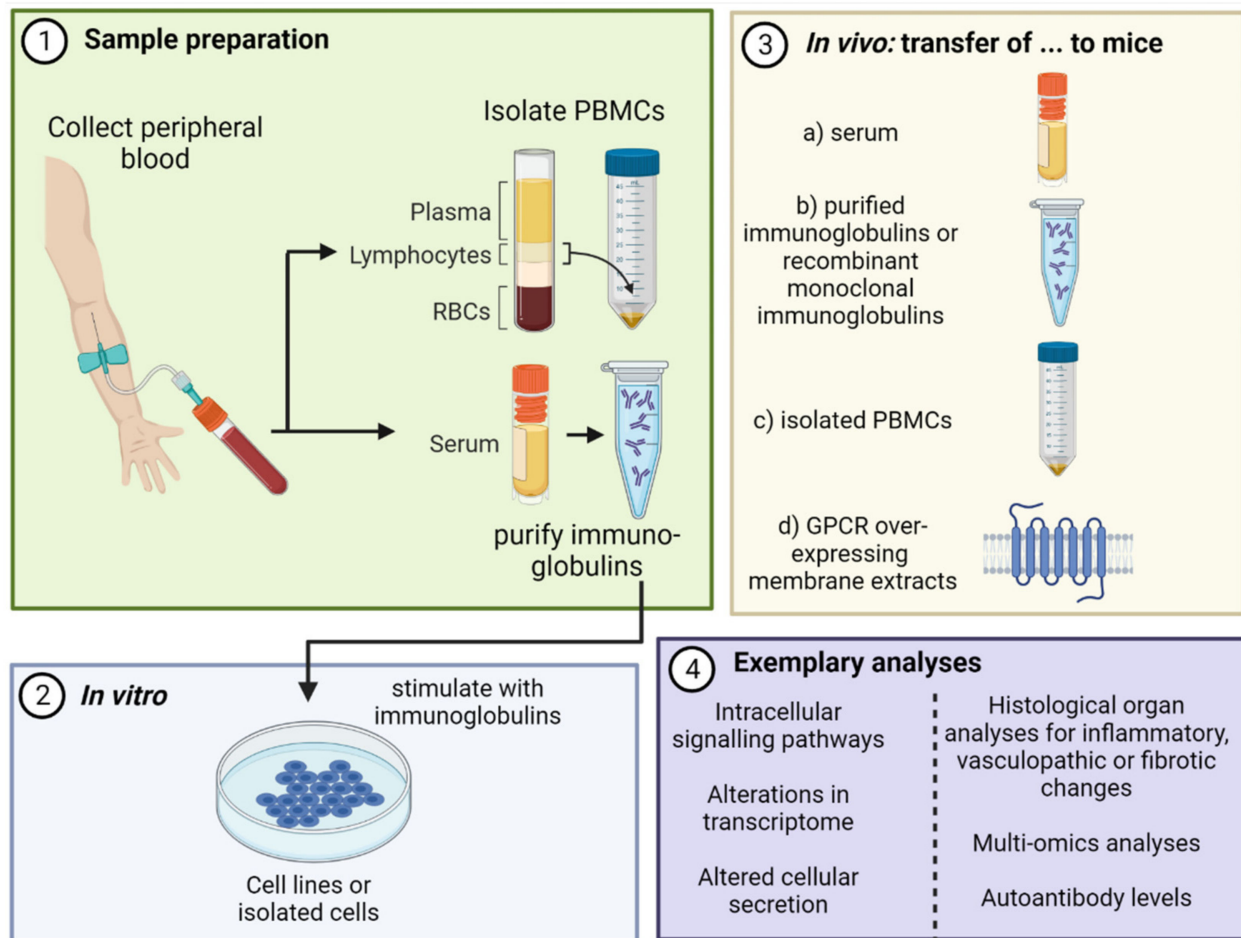 1 Sample preparation
Collect peripheral
blood
Isolate PBMCs
Plasma
Lymphocytes
RBCs
Serum
purify immuno-
globulins
2 In vitro
stimulate with
immunoglobulins
Cell lines or
isolated cells
3 In vivo: transfer of ... to mice
a) serum
b) purified
immunoglobulins or
recombinant
monoclonal
immunoglobulins
c) isolated PBMCs
d) GPCR over-
expressing
membrane extracts
4 Exemplary analyses
Intracellular
signalling pathways
Alterations in
transcriptome
Altered cellular
secretion
Histological organ
analyses for inflammatory,
vasculopathic or fibrotic
changes
Multi-omics analyses
Autoantibody levels